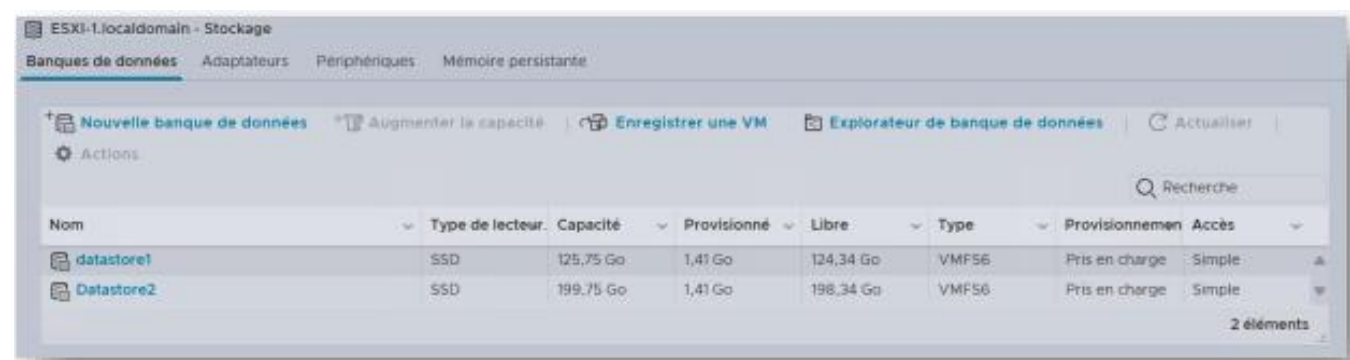 ESXI-1.localdomain - Stockage
Banques de données Adaptateurs Périphériques Mémoire persistante
Nouvelle banque de données Augmenter la capacité Enregistrer une VM Explorateur de banque de données Actualiser
Actions
Recherche
Nom Type de lecteur. Capacité Provisionné Libre Type Provisionnemen Accès
datastore1 SSD 125,75 Go 1,41 Go 124,34 Go VMFS6 Pris en charge Simple
Datastore2 SSD 199,75 Go 1,41 Go 198,34 Go VMFS6 Pris en charge Simple
2 éléments